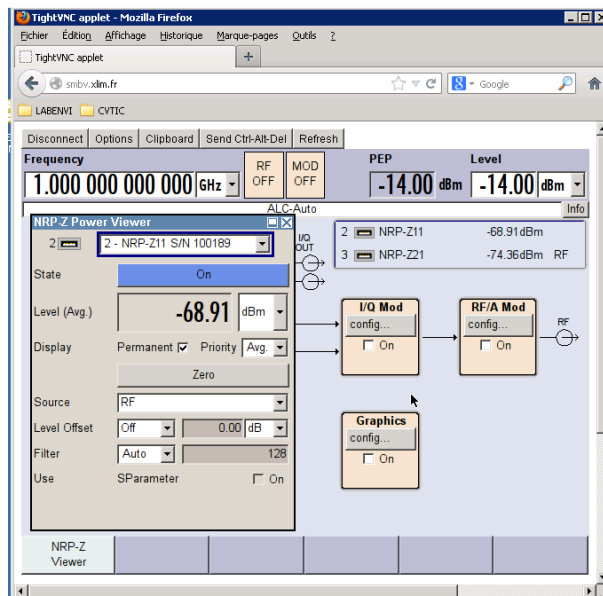 TightVNC applet - Mozilla Firefox
Fichier Édition Affichage Historique Marque-pages Outils ?
TightVNC applet +
smbv.xlim.fr Google
LABENVI CVTIC
Disconnect Options Clipboard Send Ctrl-Alt-Del Refresh
Frequency RF OFF MOD OFF PEP Level
1.000 000 000 000 GHz -14.00 dBm -14.00 dBm
ALC-Auto Info
NRP-Z Power Viewer
2 2 - NRP-Z11 S/N 100189
I/Q OUT
2 NRP-Z11 -68.91dBm
3 NRP-Z21 -74.36dBm RF
State On
Level (Avg.) -68.91 dBm
Display Permanent Priority Avg.
Zero
Source RF
Level Offset Off 0.00 dB
Filter Auto 128
Use SParameter On
I/Q Mod
config...
On
RF/A Mod
config...
On
RF
Graphics
config...
On
NRP-Z
Viewer